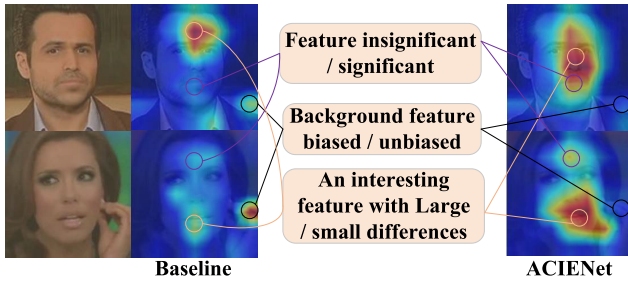 Feature insignificant
/ significant
Background feature
biased / unbiased
An interesting
feature with Large
/ small differences
Baseline
ACIENet